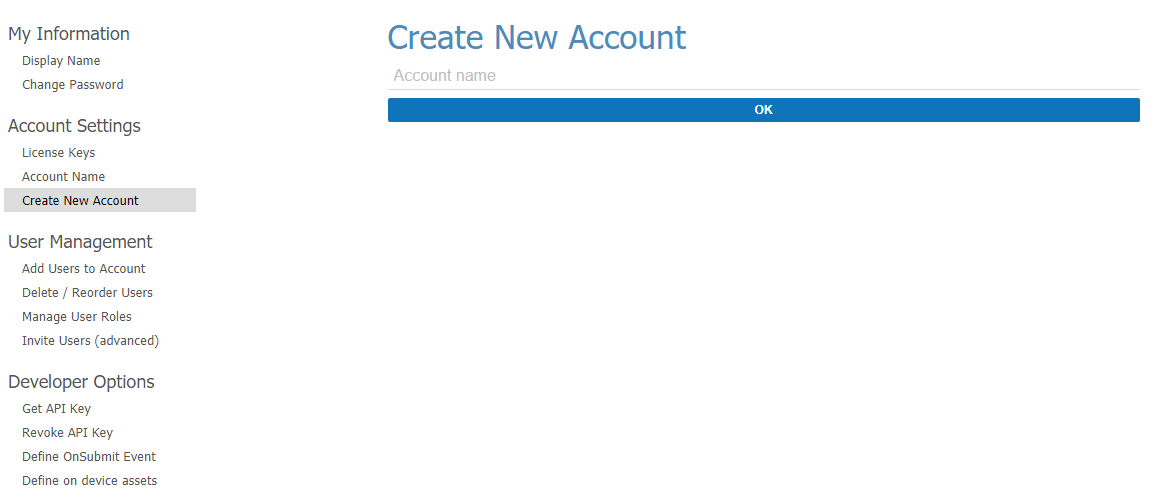 My Information
Display Name
Change Password
Account Settings
License Keys
Account Name
Create New Account
User Management
Add Users to Account
Delete / Reorder Users
Manage User Roles
Invite Users (advanced)
Developer Options
Get API Key
Revoke API Key
Define OnSubmit Event
Define on device assets
Create New Account
Account name
OK